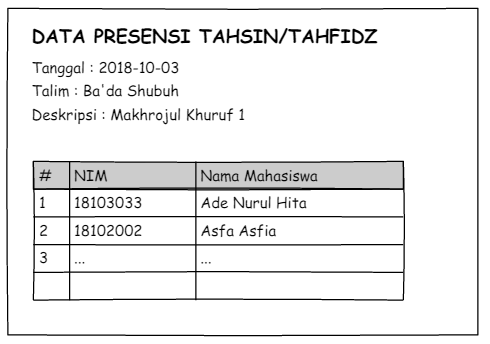 DATA PRESENSI TAHSIN/TAHFIDZ
Tanggal : 2018-10-03
Talim : Ba'da Shubuh
Deskripsi : Makhrojul Khuruf 1
# NIM Nama Mahasiswa
1 18103033 Ade Nurul Hita
2 18102002 Asfa Asfia
3 ... ...